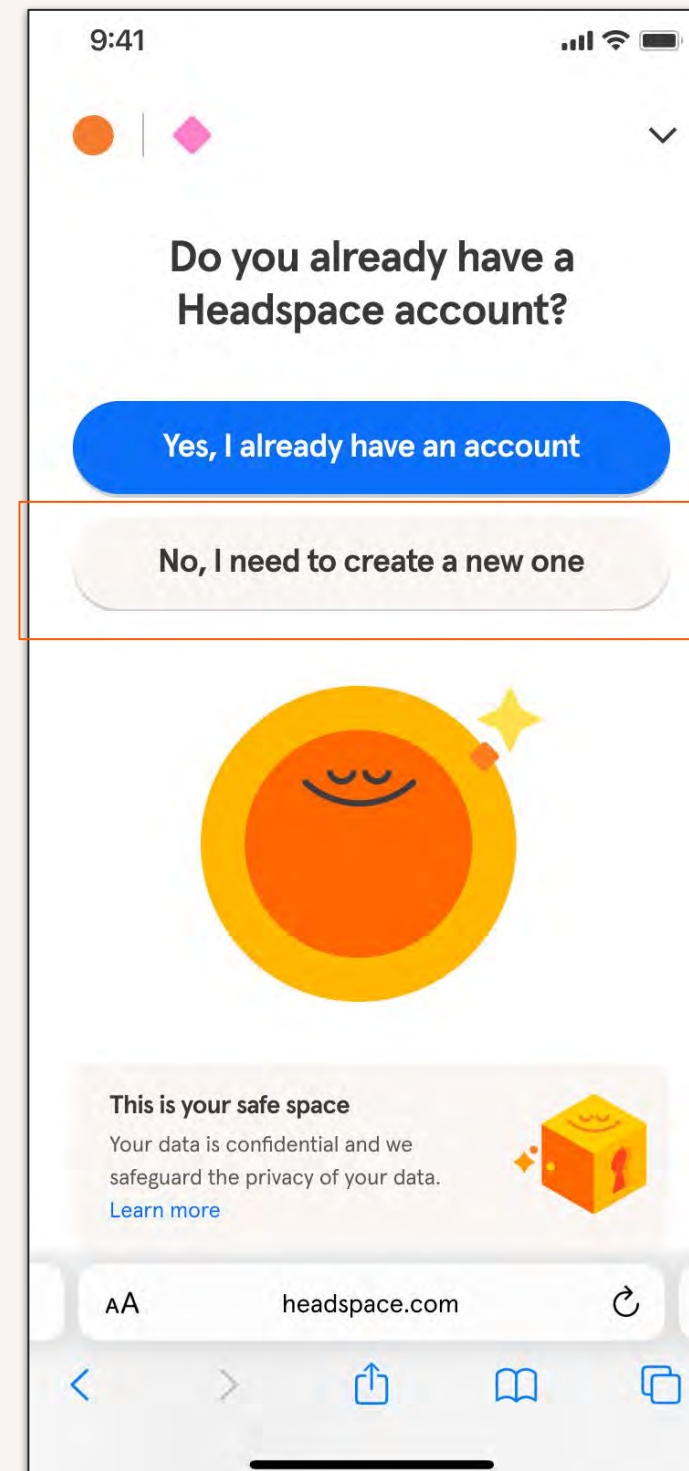 9:41
Do you already have a
Headspace account?
Yes, I already have an account
No, I need to create a new one
This is your safe space
Your data is confidential and we
safeguard the privacy of your data.
Learn more
AA
headspace.com